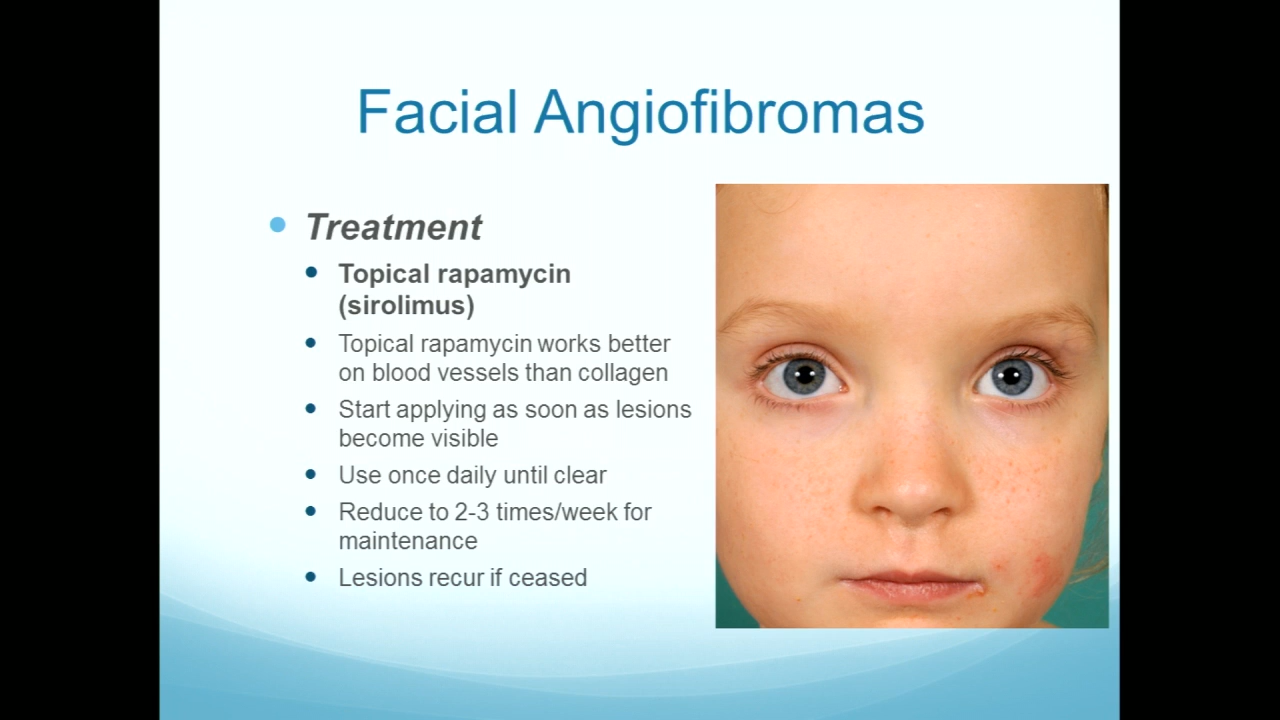 Facial Angiofibromas
Treatment
Topical rapamycin
(sirolimus)
Topical rapamycin works better
on blood vessels than collagen
Start applying as soon as lesions
become visible
Use once daily until clear
Reduce to 2-3 times/week for
maintenance
Lesions recur if ceased